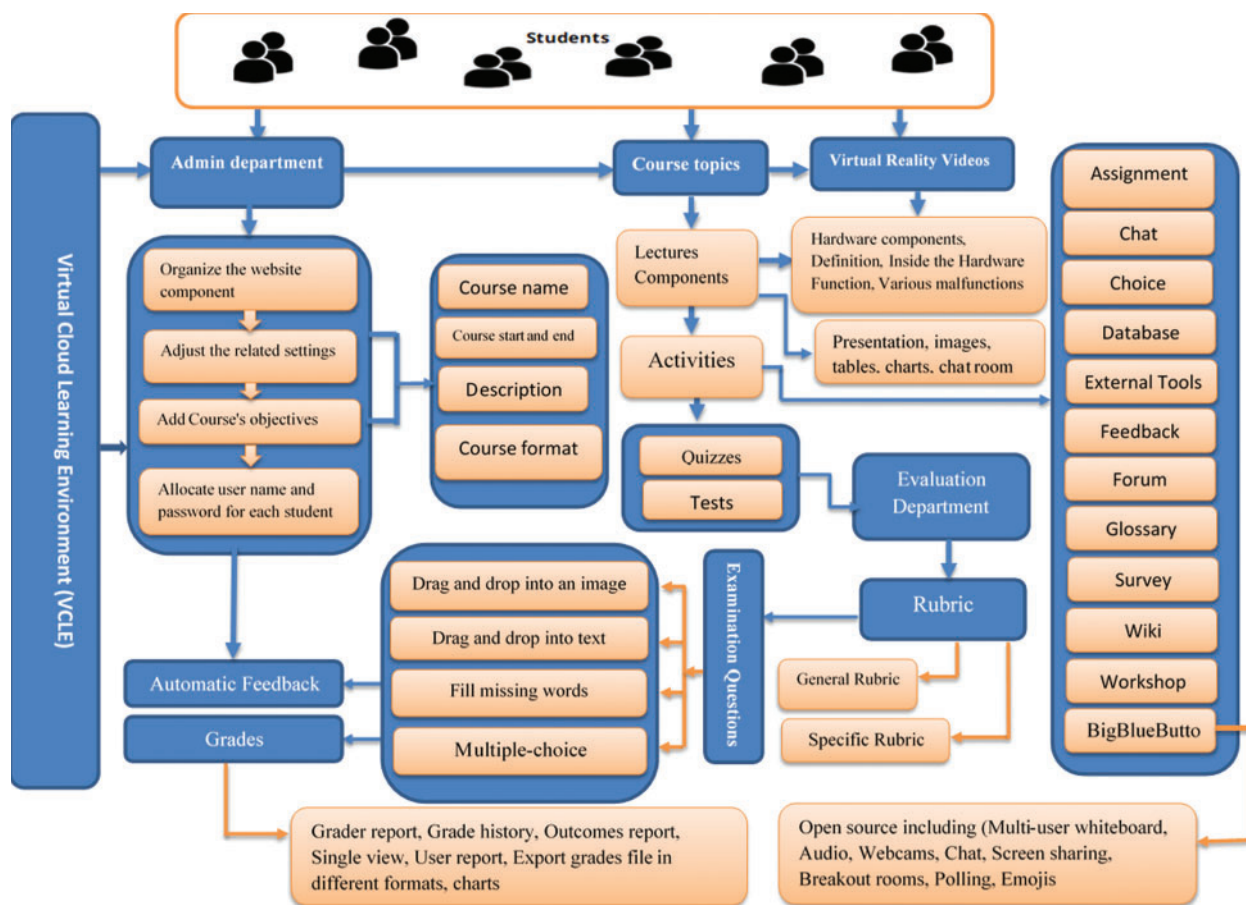 Students
Virtual Cloud Learning Environment (VCLE)
Admin department
Course topics
Virtual Reality Videos
Organize the website
component
Adjust the related settings
Add Course's objectives
Allocate user name and
password for each student
Course name
Course start and end
Description
Course format
Lectures
Components
Hardware components,
Definition, Inside the Hardware
Function, Various malfunctions
Presentation, images,
tables. charts. chat room
Activities
Quizzes
Tests
Evaluation
Department
Rubric
General Rubric
Specific Rubric
Examination Questions
Drag and drop into an image
Drag and drop into text
Fill missing words
Multiple-choice
Automatic Feedback
Grades
Grader report, Grade history, Outcomes report,
Single view, User report, Export grades file in
different formats, charts
Assignment
Chat
Choice
Database
External Tools
Feedback
Forum
Glossary
Survey
Wiki
Workshop
BigBlueButto
Open source including (Multi-user whiteboard,
Audio, Webcams, Chat, Screen sharing,
Breakout rooms, Polling, Emojis